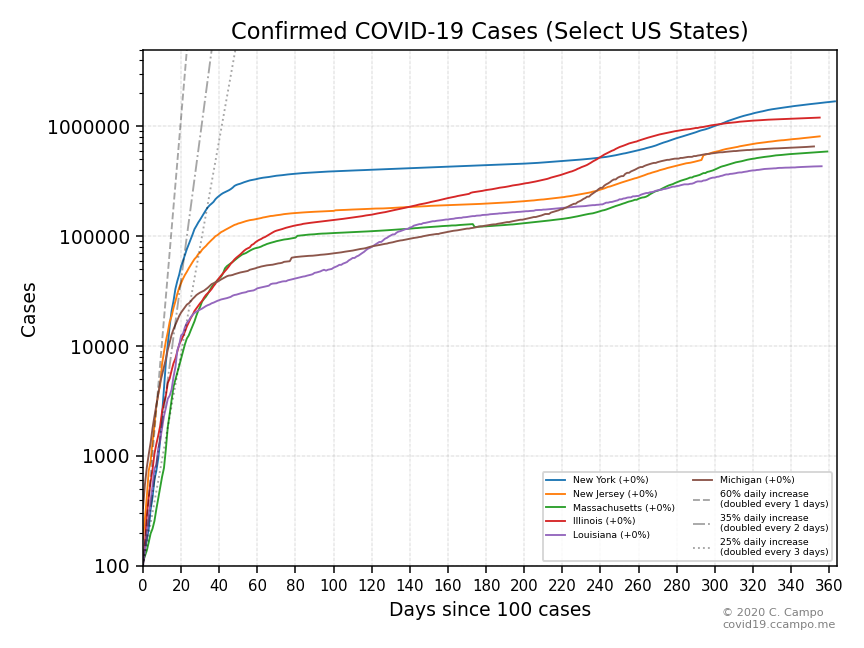 Confirmed COVID-19 Cases (Select US States)
1000000
100000
10000
1000
100
Cases
0 20 40 60 80 100 120 140 160 180 200 220 240 260 280 300 320 340 360
Days since 100 cases
New York (+0%)
New Jersey (+0%)
Massachusetts (+0%)
Illinois (+0%)
Louisiana (+0%)
Michigan (+0%)
60% daily increase
(doubled every 1 days)
35% daily increase
(doubled every 2 days)
25% daily increase
(doubled every 3 days)
© 2020 C. Campo
covid19.ccampo.me